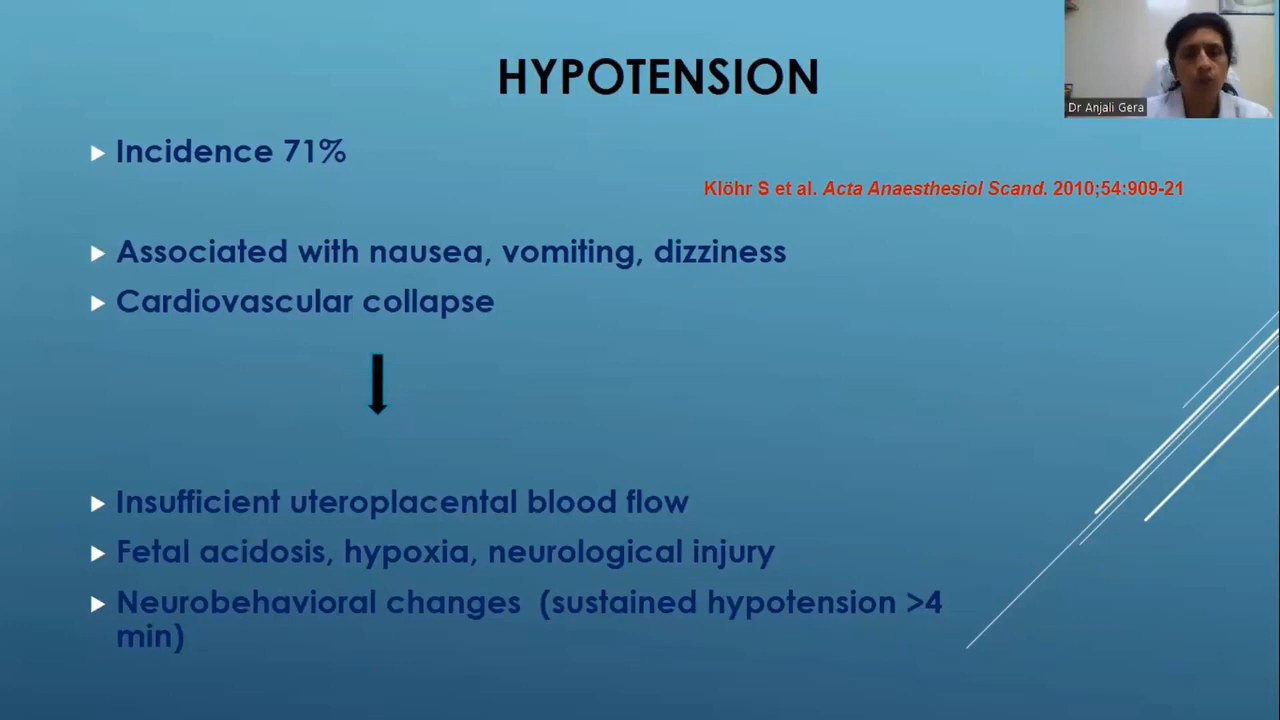 HYPOTENSION
Dr Anjali Gera
Incidence 71%
Klöhr S et al. Acta Anaesthesiol Scand. 2010;54:909-21
Associated with nausea, vomiting, dizziness
Cardiovascular collapse
Insufficient uteroplacental blood flow
Fetal acidosis, hypoxia, neurological injury
Neurobehavioral changes (sustained hypotension >4
min)